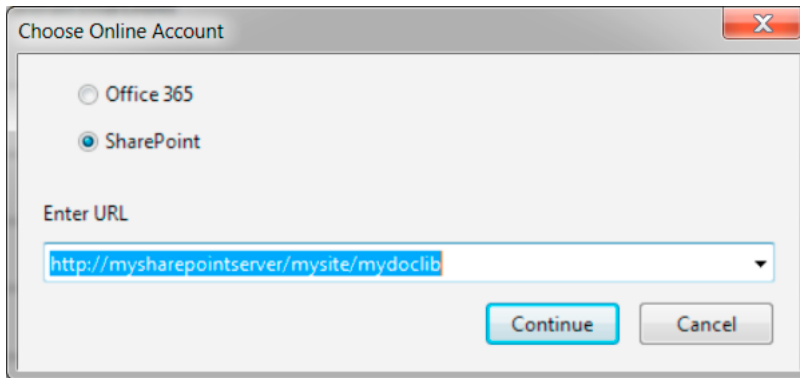 Choose Online Account
Office 365
SharePoint
Enter URL
http://mysharepointserver/mysite/mydoclib
Continue Cancel